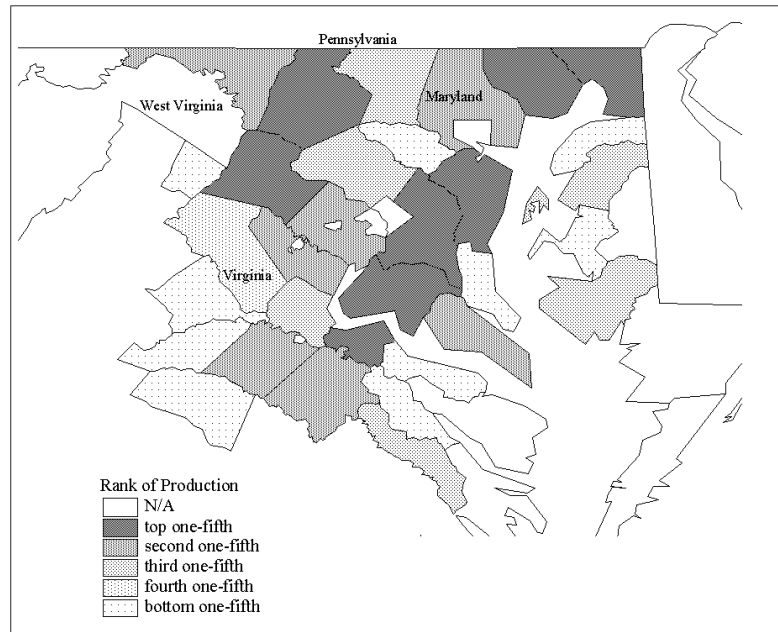 Pennsylvania
West Virginia
Maryland
Virginia
Rank of Production
N/A
top one-fifth
second one-fifth
third one-fifth
fourth one-fifth
bottom one-fifth